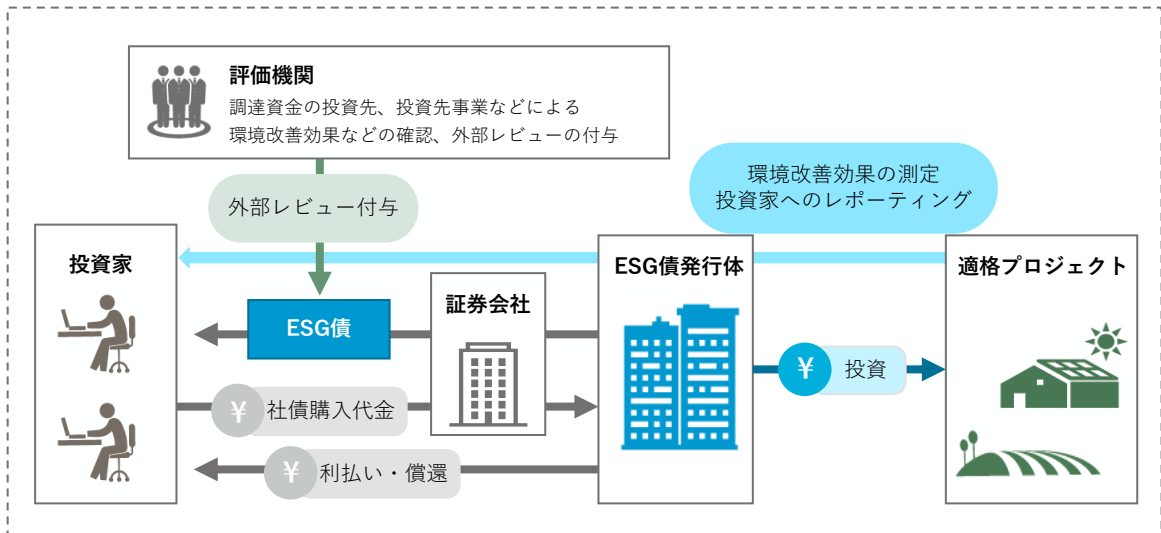 評価機関
調達資金の投資先、投資先事業などによる
環境改善効果などの確認、外部レビューの付与
環境改善効果の測定
投資家へのレポーティング
外部レビュー付与
投資家
ESG債発行体
適格プロジェクト
証券会社
ESG債
¥ 投資
¥ 社債購入代金
¥ 利払い・償還